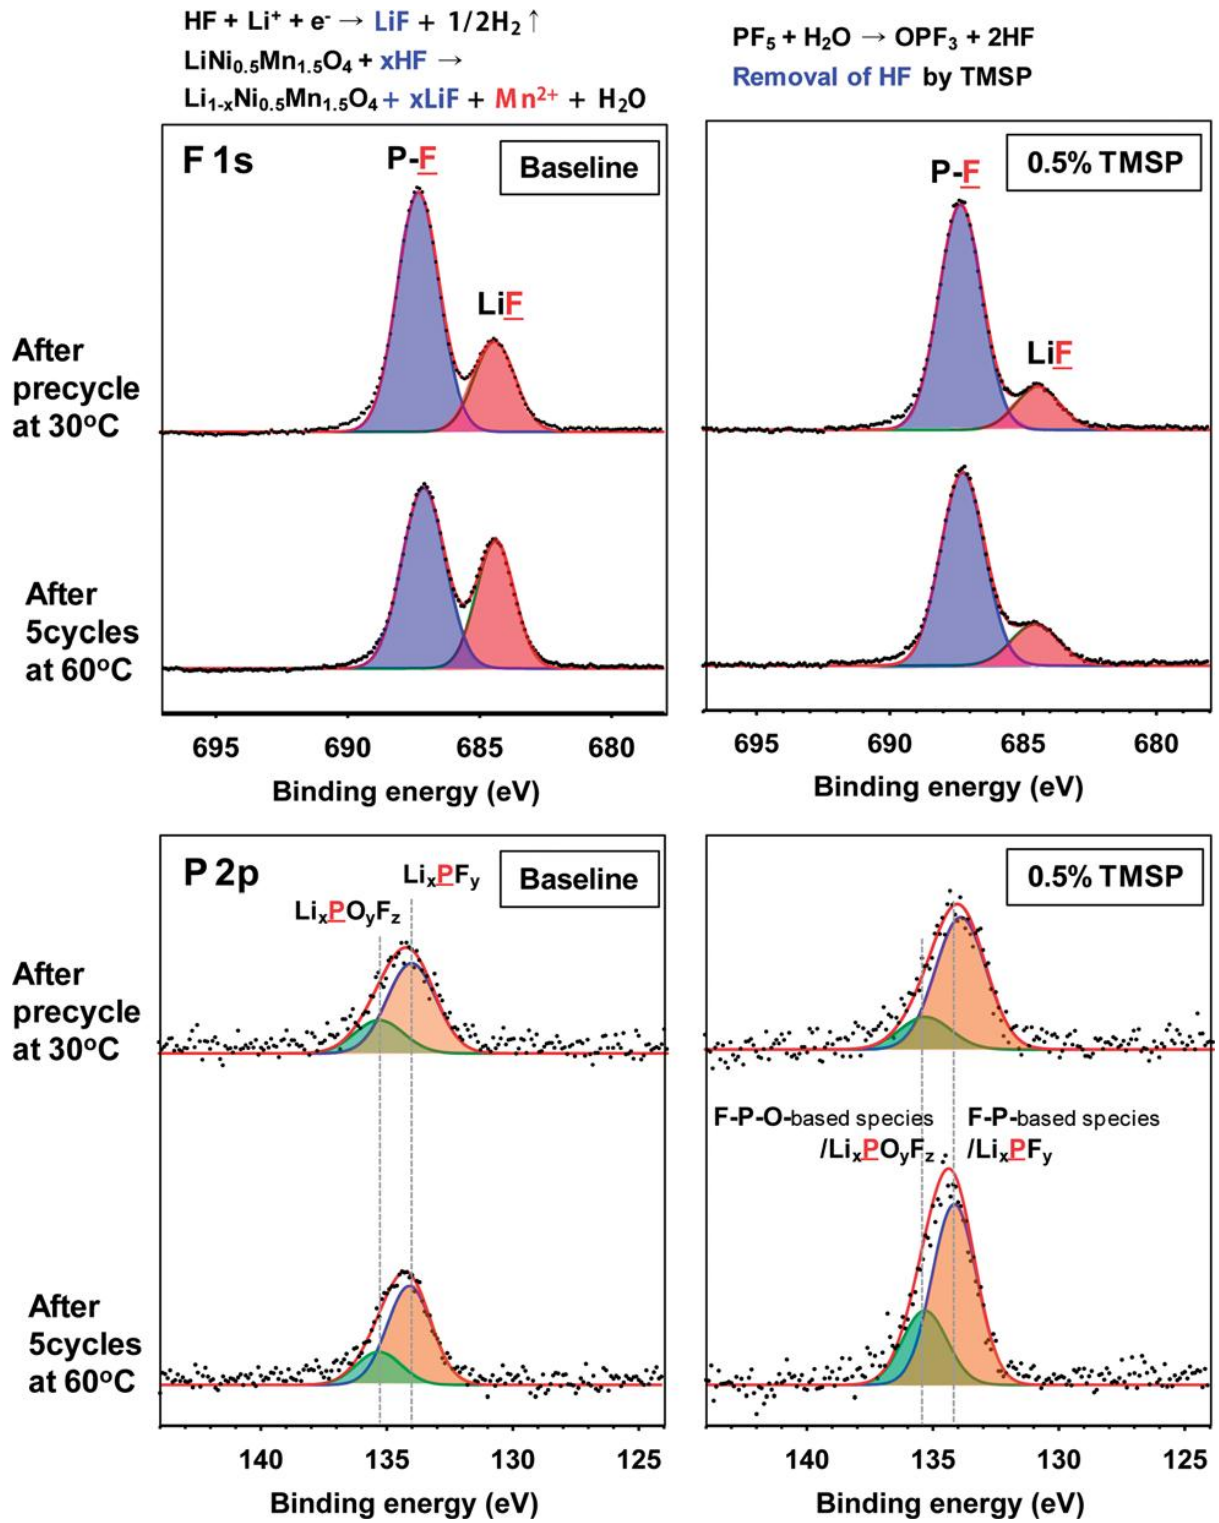 HF + Li⁺ + e⁻ → LiF + 1/2H₂ ↑
LiNi₀.₅Mn₁.₅O₄ + xHF →
Li₁₋ₓNi₀.₅Mn₁.₅O₄ + xLiF + Mn²⁺ + H₂O
PF₅ + H₂O → OPF₃ + 2HF
Removal of HF by TMSP
F 1s
P-F
Baseline
LiF
P-F
0.5% TMSP
LiF
After
precycle
at 30°C
After
5cycles
at 60°C
695 690 685 680
Binding energy (eV)
695 690 685 680
Binding energy (eV)
P 2p
LiₓPFᵧ
Baseline
LiₓPOᵧF_z
0.5% TMSP
After
precycle
at 30°C
F-P-O-based species
/LiₓPOᵧF_z
F-P-based species
/LiₓPFᵧ
After
5cycles
at 60°C
140 135 130 125
Binding energy (eV)
140 135 130 125
Binding energy (eV)